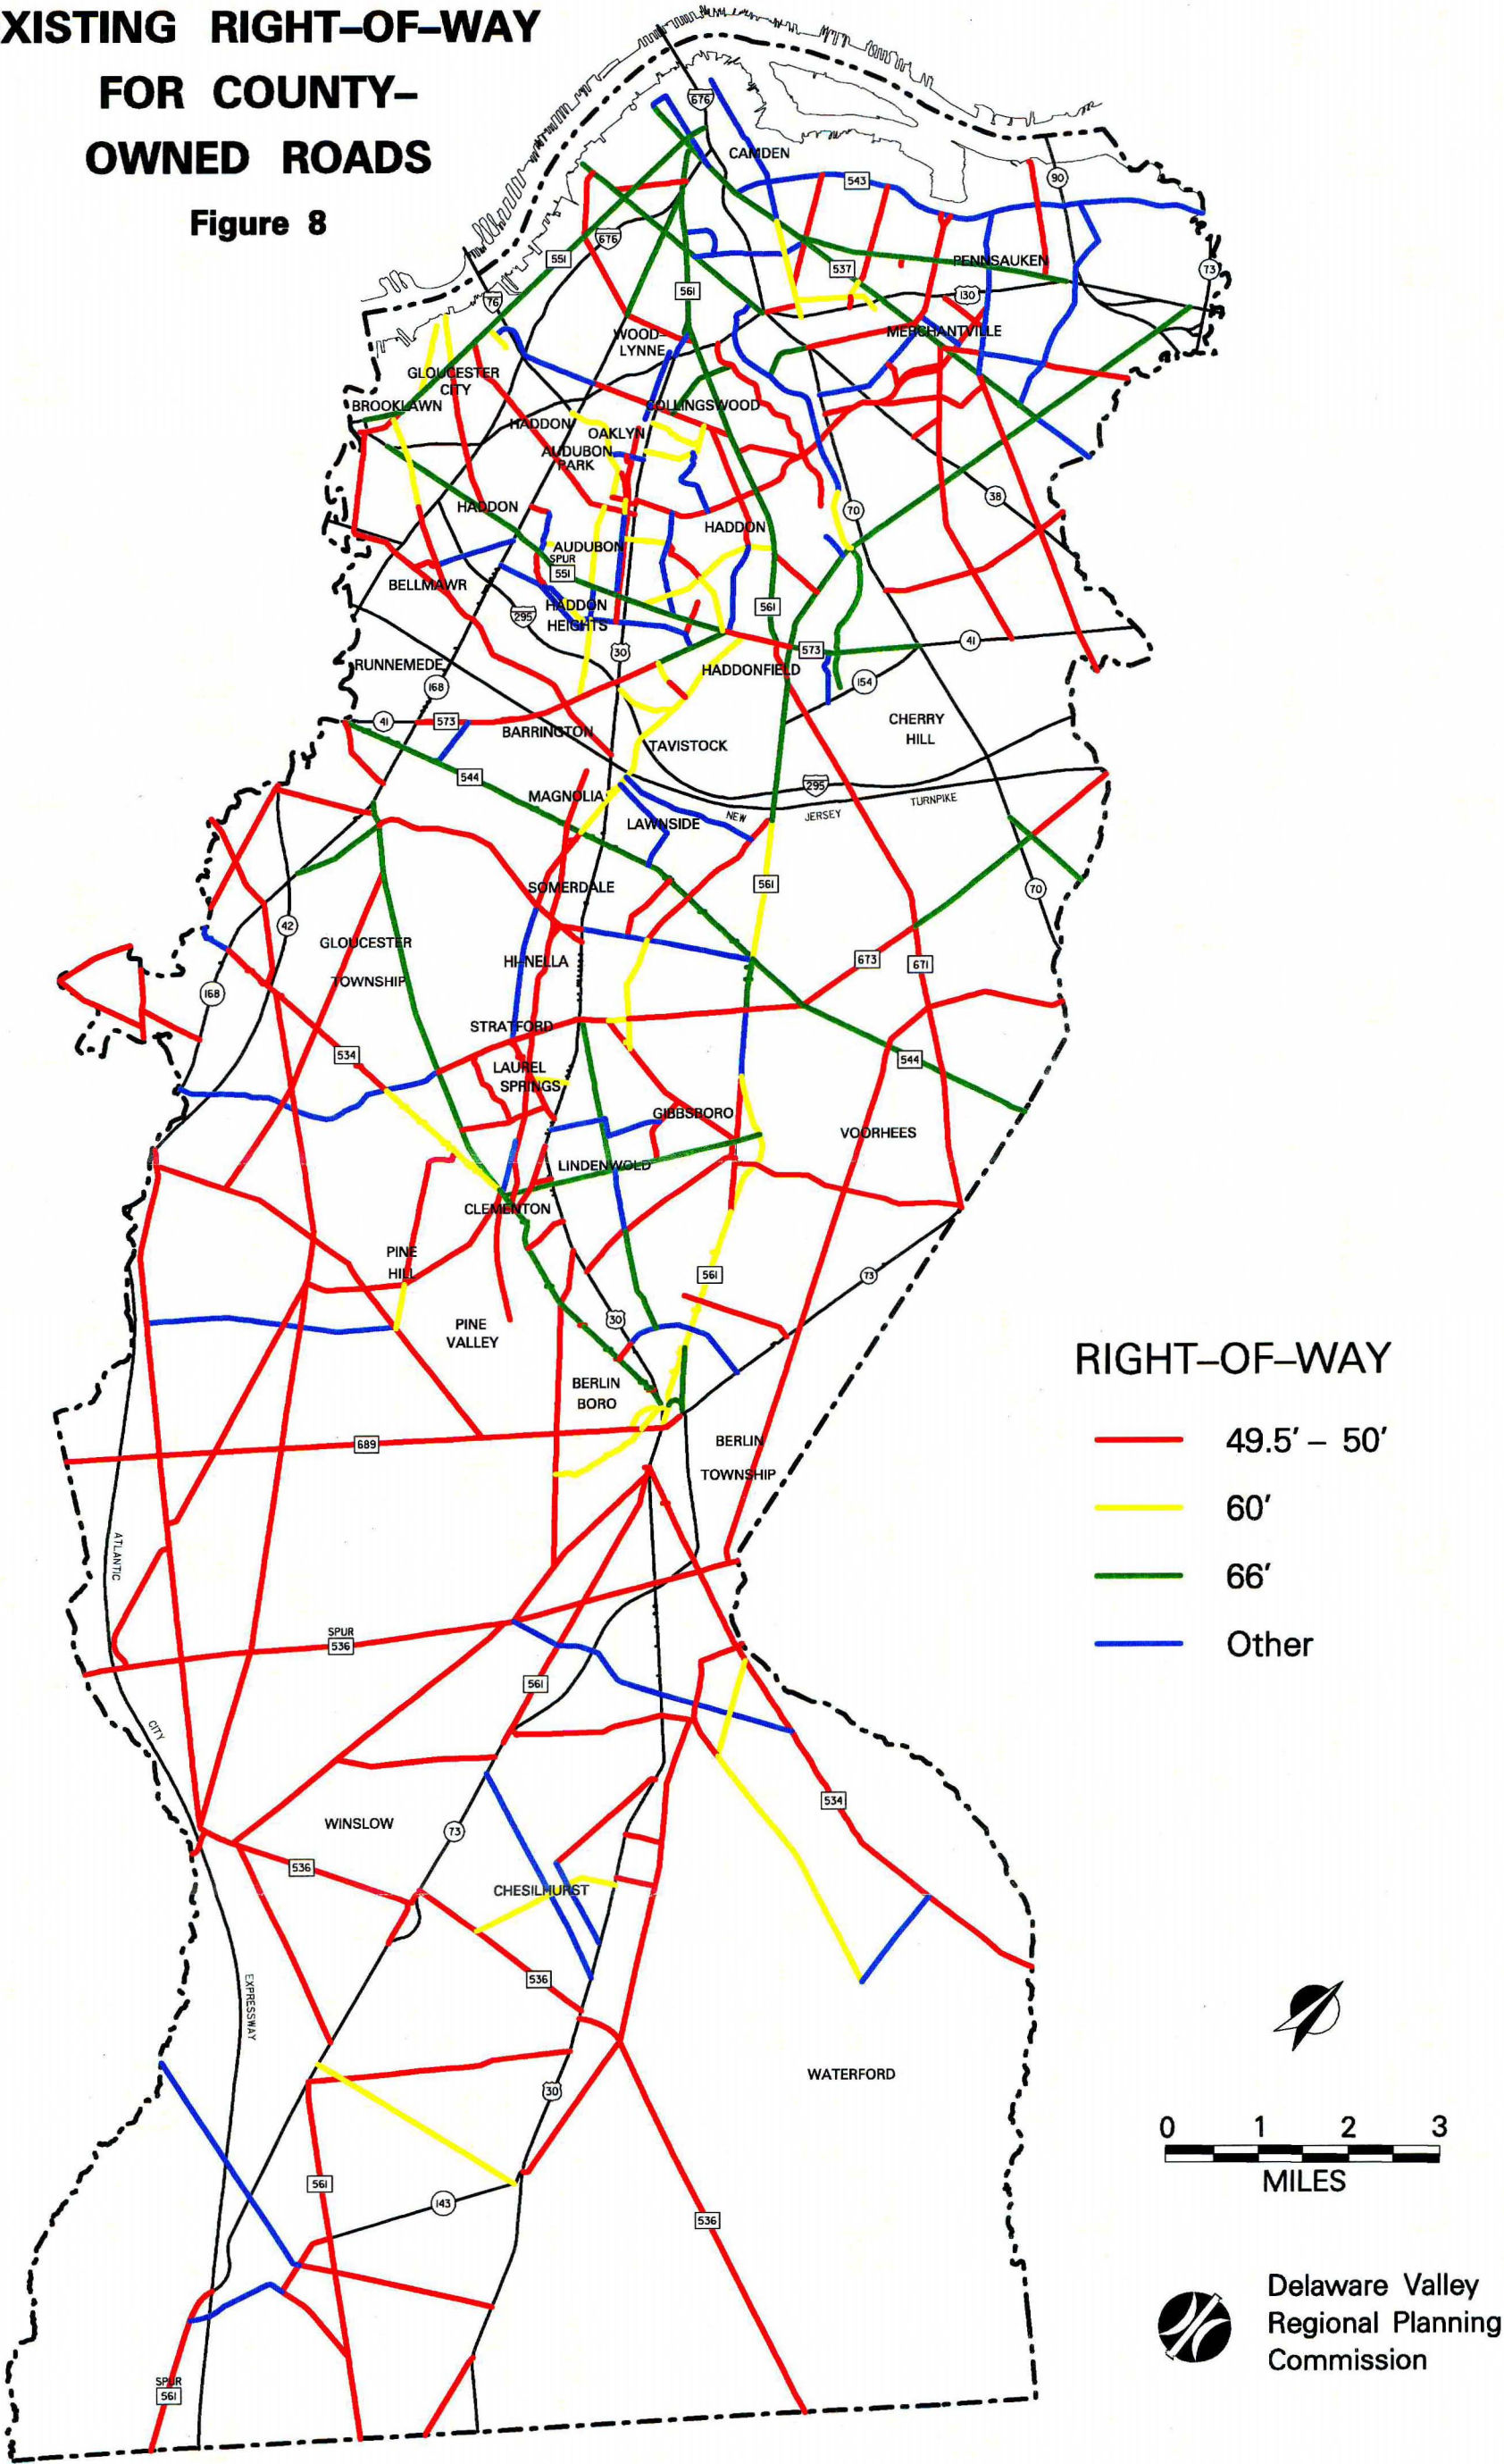 XISTING RIGHT–OF–WAY
FOR COUNTY–
OWNED ROADS
Figure 8
676
CAMDEN
543
90
676
551
537
PENNSAUKEN
73
76
561
130
WOOD–
LYNNE
MERCHANTVILLE
GLOUCESTER
CITY
BROOKLAWN
COLLINGSWOOD
HADDON
OAKLYN
AUDUBON
PARK
38
HADDON
70
HADDON
AUDUBON
SPUR
551
BELLMAWR
HADDON
HEIGHTS
295
561
30
573
41
RUNNEMEDE
HADDONFIELD
168
154
41
573
BARRINGTON
CHERRY
HILL
TAVISTOCK
544
MAGNOLIA
295
TURNPIKE
LAWNSIDE
NEW
JERSEY
SOMERDALE
561
70
42
GLOUCESTER
TOWNSHIP
HI–NELLA
673
671
168
STRATFORD
534
544
LAUREL
SPRINGS
GIBBSBORO
VOORHEES
LINDENWOLD
CLEMENTON
PINE
HILL
561
73
30
PINE
VALLEY
RIGHT–OF–WAY
BERLIN
BORO
49.5′ – 50′
689
BERLIN
TOWNSHIP
60′
ATLANTIC
66′
SPUR
536
Other
561
CITY
534
WINSLOW
73
536
CHESILHURST
536
EXPRESSWAY
WATERFORD
30
0 1 2 3
MILES
561
143
536
Delaware Valley
Regional Planning
Commission
SPUR
561